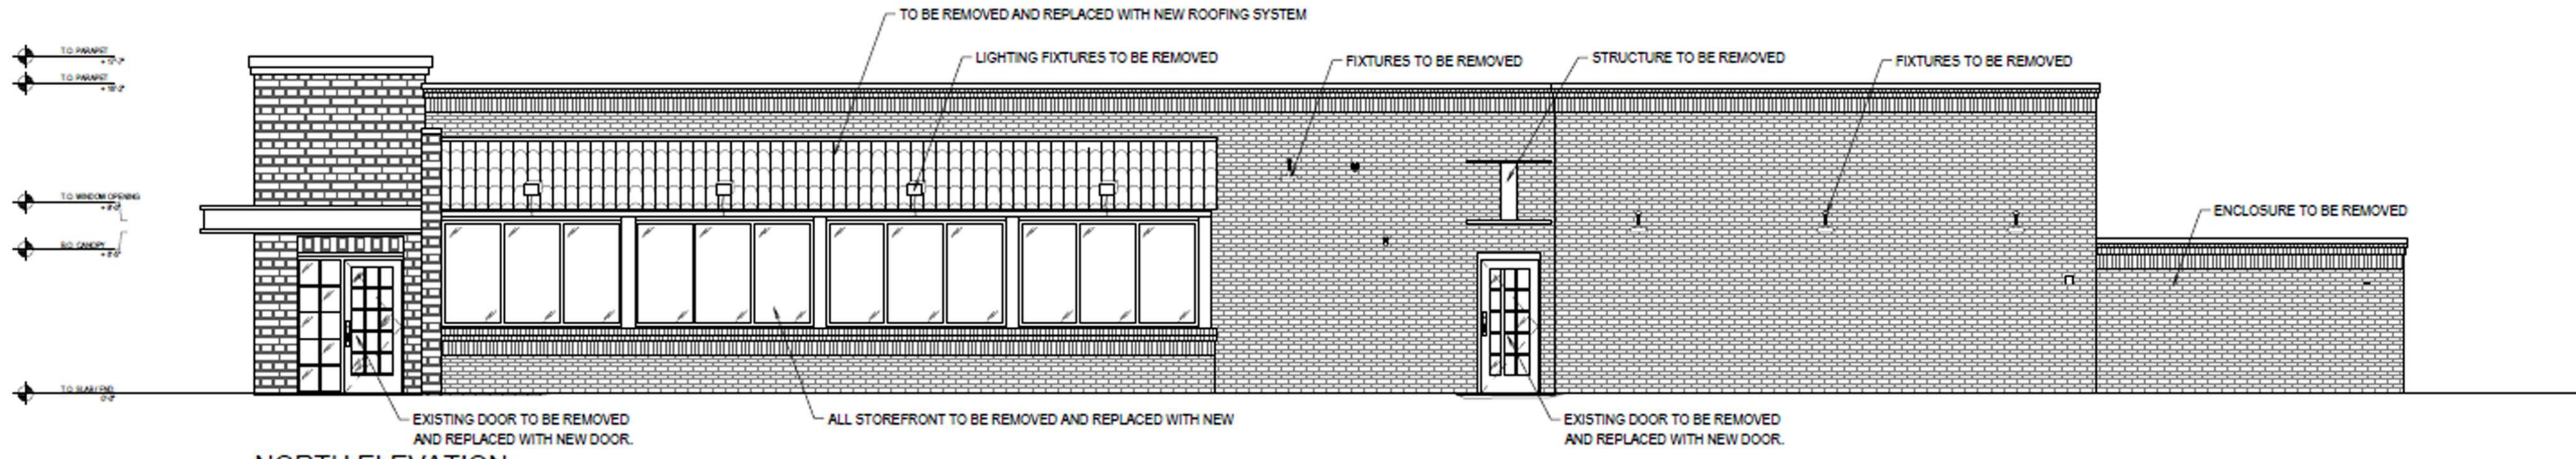 TO BE REMOVED AND REPLACED WITH NEW ROOFING SYSTEM
LIGHTING FIXTURES TO BE REMOVED
FIXTURES TO BE REMOVED
STRUCTURE TO BE REMOVED
FIXTURES TO BE REMOVED
T.O. PARAPET
T.O. PARAPET
T.O. WINDOW OPENING
ENCLOSURE TO BE REMOVED
B.O. CANOPY
T.O. SLAB/
EXISTING DOOR TO BE REMOVED
AND REPLACED WITH NEW DOOR.
ALL STOREFRONT TO BE REMOVED AND REPLACED WITH NEW
EXISTING DOOR TO BE REMOVED
AND REPLACED WITH NEW DOOR.
NORTH ELEVATION